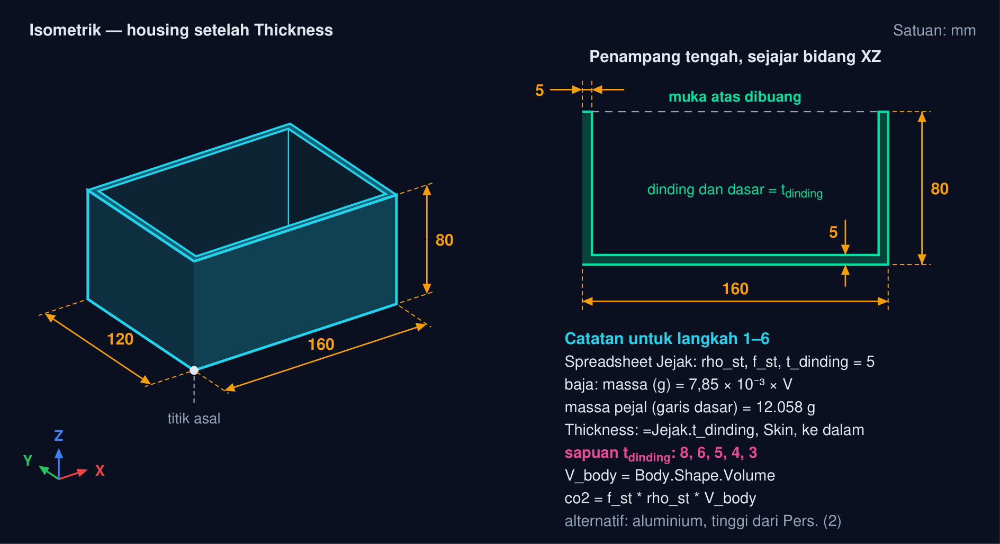 Isometrik — housing setelah Thickness
Satuan: mm
Penampang tengah, sejajar bidang XZ
5
muka atas dibuang
dinding dan dasar = t_dinding
80
5
160
80
120
160
titik asal
Z
Y
X
Catatan untuk langkah 1–6
Spreadsheet Jejak: rho_st, f_st, t_dinding = 5
baja: massa (g) = 7,85 × 10⁻³ × V
massa pejal (garis dasar) = 12.058 g
Thickness: =Jejak.t_dinding, Skin, ke dalam
sapuan t_dinding: 8, 6, 5, 4, 3
V_body = Body.Shape.Volume
co2 = f_st * rho_st * V_body
alternatif: aluminium, tinggi dari Pers. (2)